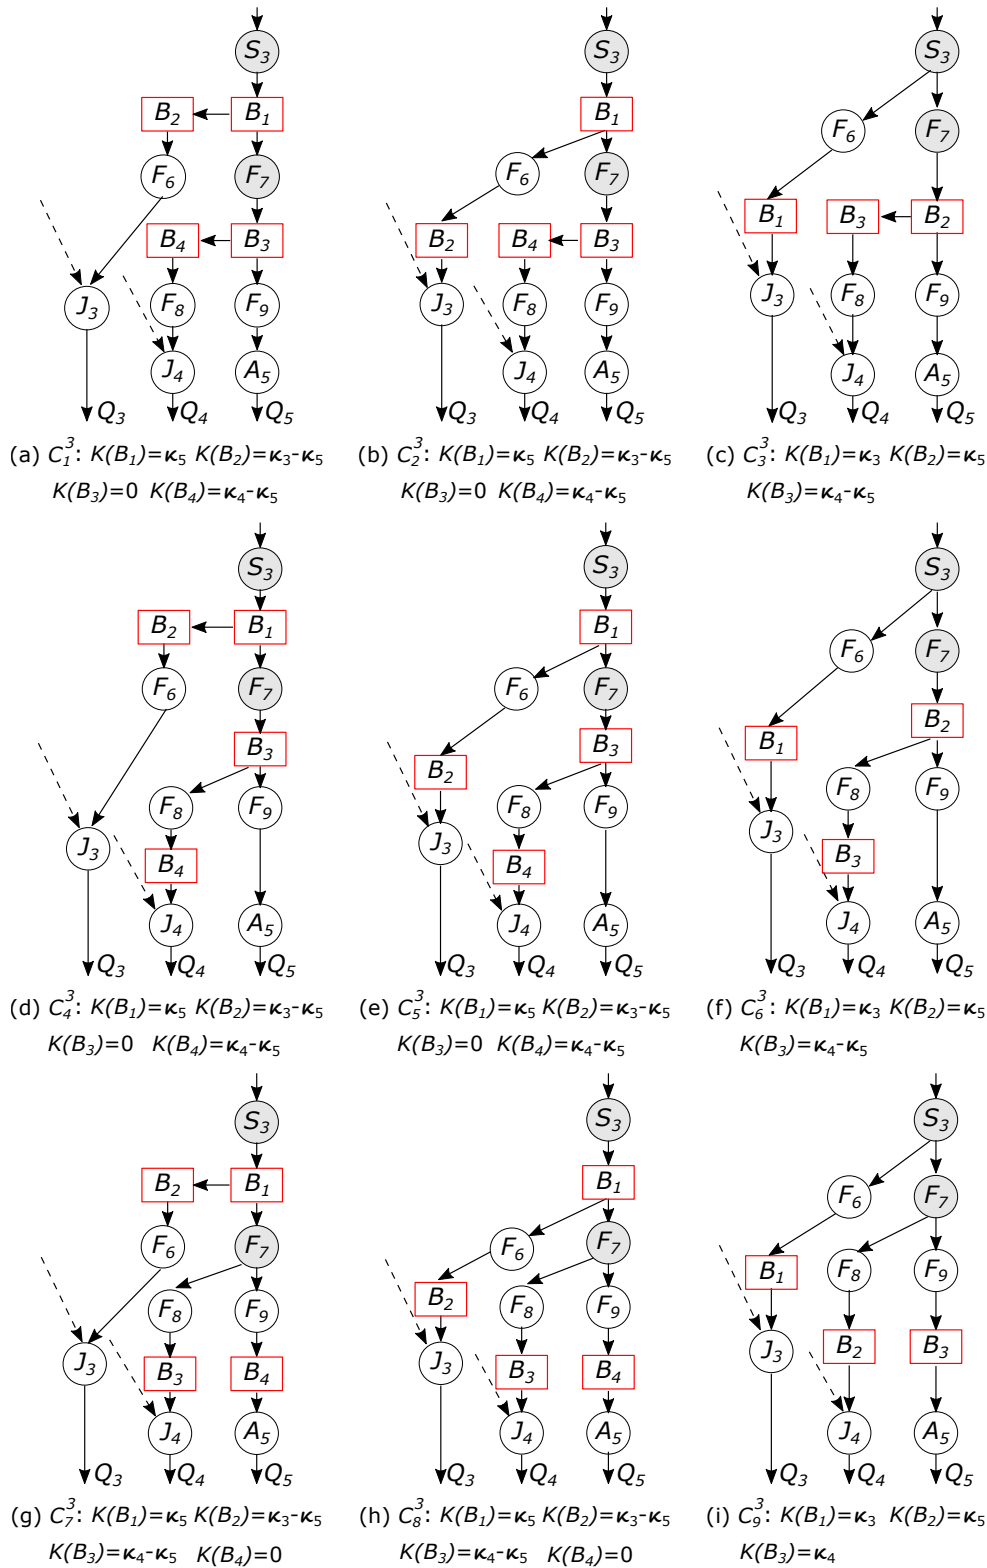 S3 S3 S3
B2 B1 B1 F6 F7
F6 F7 F6 F7
B4 B3 B2 B4 B3 B1 B3 B2
J3 F8 F9 J3 F8 F9 J3 F8 F9
J4 A5 J4 A5 J4 A5
Q3 Q4 Q5 Q3 Q4 Q5 Q3 Q4 Q5
(a) C₁³: K(B₁)=κ₅ K(B₂)=κ₃-κ₅ (b) C₂³: K(B₁)=κ₅ K(B₂)=κ₃-κ₅ (c) C₃³: K(B₁)=κ₃ K(B₂)=κ₅
K(B₃)=0 K(B₄)=κ₄-κ₅ K(B₃)=0 K(B₄)=κ₄-κ₅ K(B₃)=κ₄-κ₅
S3 S3 S3
B2 B1 B1 F6 F7
F6 F7 F6 F7
B3 B2 B3 B1 B2
J3 F8 F9 J3 F8 F9 J3 F8 F9
B4 B4 B3
J4 A5 J4 A5 J4 A5
Q3 Q4 Q5 Q3 Q4 Q5 Q3 Q4 Q5
(d) C₄³: K(B₁)=κ₅ K(B₂)=κ₃-κ₅ (e) C₅³: K(B₁)=κ₅ K(B₂)=κ₃-κ₅ (f) C₆³: K(B₁)=κ₃ K(B₂)=κ₅
K(B₃)=0 K(B₄)=κ₄-κ₅ K(B₃)=0 K(B₄)=κ₄-κ₅ K(B₃)=κ₄-κ₅
S3 S3 S3
B2 B1 B1 F6 F7
F6 F7 F6 F7
F8 F9 B2 F8 F9 B1 F8 F9
J3 B3 B4 J3 B3 B4 J3 B2 B3
J4 A5 J4 A5 J4 A5
Q3 Q4 Q5 Q3 Q4 Q5 Q3 Q4 Q5
(g) C₇³: K(B₁)=κ₅ K(B₂)=κ₃-κ₅ (h) C₈³: K(B₁)=κ₅ K(B₂)=κ₃-κ₅ (i) C₉³: K(B₁)=κ₃ K(B₂)=κ₅
K(B₃)=κ₄-κ₅ K(B₄)=0 K(B₃)=κ₄-κ₅ K(B₄)=0 K(B₃)=κ₄